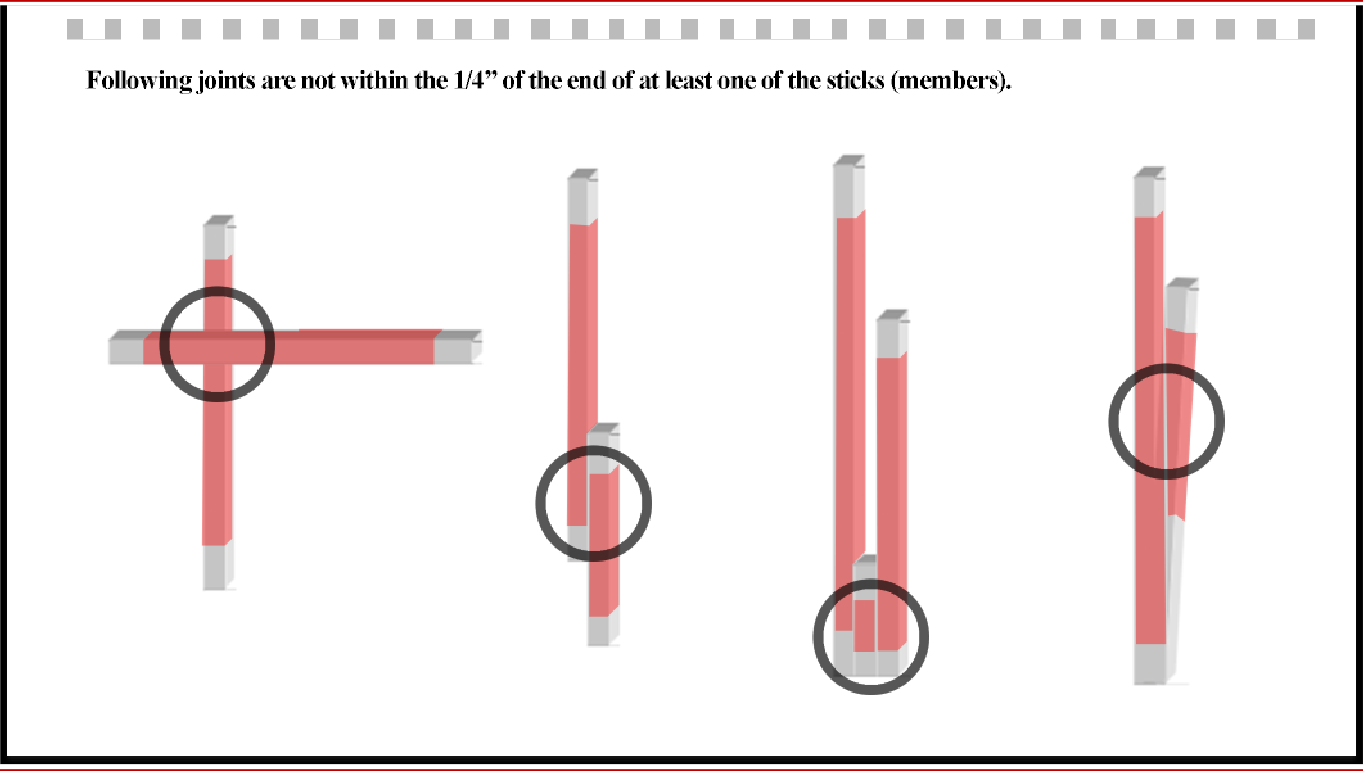 Following joints are not within the 1/4” of the end of at least one of the sticks (members).